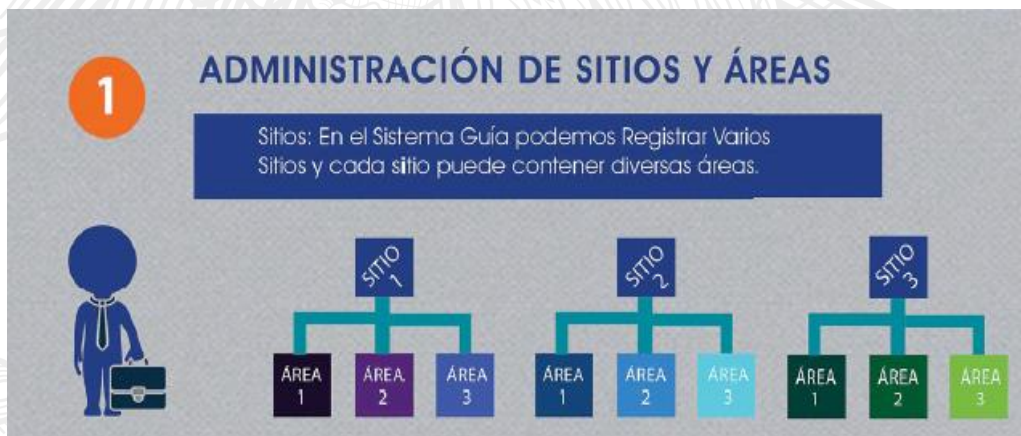 1
ADMINISTRACIÓN DE SITIOS Y ÁREAS
Sitios: En el Sistema Guía podemos Registrar Varios
Sitios y cada sitio puede contener diversas áreas.
SITIO
1
SITIO
2
SITIO
3
ÁREA
1
ÁREA
2
ÁREA
3
ÁREA
1
ÁREA
2
ÁREA
3
ÁREA
1
ÁREA
2
ÁREA
3